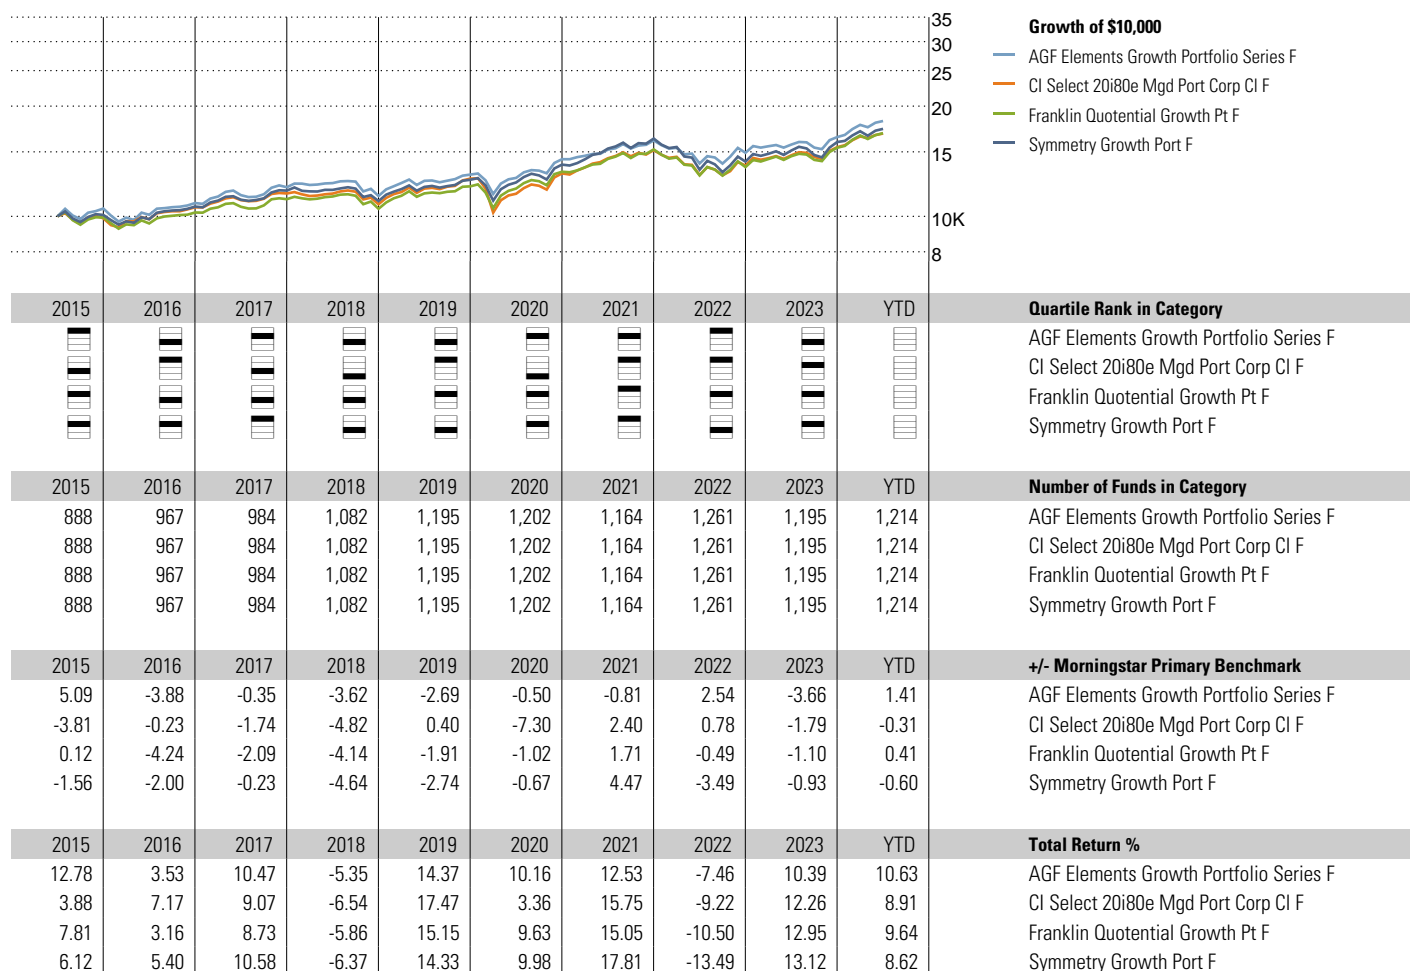 35
30
25
20
15
10K
8
Growth of $10,000
AGF Elements Growth Portfolio Series F
CI Select 20i80e Mgd Port Corp Cl F
Franklin Quotential Growth Pt F
Symmetry Growth Port F
2015 2016 2017 2018 2019 2020 2021 2022 2023 YTD Quartile Rank in Category
AGF Elements Growth Portfolio Series F
CI Select 20i80e Mgd Port Corp Cl F
Franklin Quotential Growth Pt F
Symmetry Growth Port F
2015 2016 2017 2018 2019 2020 2021 2022 2023 YTD Number of Funds in Category
888 967 984 1,082 1,195 1,202 1,164 1,261 1,195 1,214 AGF Elements Growth Portfolio Series F
888 967 984 1,082 1,195 1,202 1,164 1,261 1,195 1,214 CI Select 20i80e Mgd Port Corp Cl F
888 967 984 1,082 1,195 1,202 1,164 1,261 1,195 1,214 Franklin Quotential Growth Pt F
888 967 984 1,082 1,195 1,202 1,164 1,261 1,195 1,214 Symmetry Growth Port F
2015 2016 2017 2018 2019 2020 2021 2022 2023 YTD +/- Morningstar Primary Benchmark
5.09 -3.88 -0.35 -3.62 -2.69 -0.50 -0.81 2.54 -3.66 1.41 AGF Elements Growth Portfolio Series F
-3.81 -0.23 -1.74 -4.82 0.40 -7.30 2.40 0.78 -1.79 -0.31 CI Select 20i80e Mgd Port Corp Cl F
0.12 -4.24 -2.09 -4.14 -1.91 -1.02 1.71 -0.49 -1.10 0.41 Franklin Quotential Growth Pt F
-1.56 -2.00 -0.23 -4.64 -2.74 -0.67 4.47 -3.49 -0.93 -0.60 Symmetry Growth Port F
2015 2016 2017 2018 2019 2020 2021 2022 2023 YTD Total Return %
12.78 3.53 10.47 -5.35 14.37 10.16 12.53 -7.46 10.39 10.63 AGF Elements Growth Portfolio Series F
3.88 7.17 9.07 -6.54 17.47 3.36 15.75 -9.22 12.26 8.91 CI Select 20i80e Mgd Port Corp Cl F
7.81 3.16 8.73 -5.86 15.15 9.63 15.05 -10.50 12.95 9.64 Franklin Quotential Growth Pt F
6.12 5.40 10.58 -6.37 14.33 9.98 17.81 -13.49 13.12 8.62 Symmetry Growth Port F